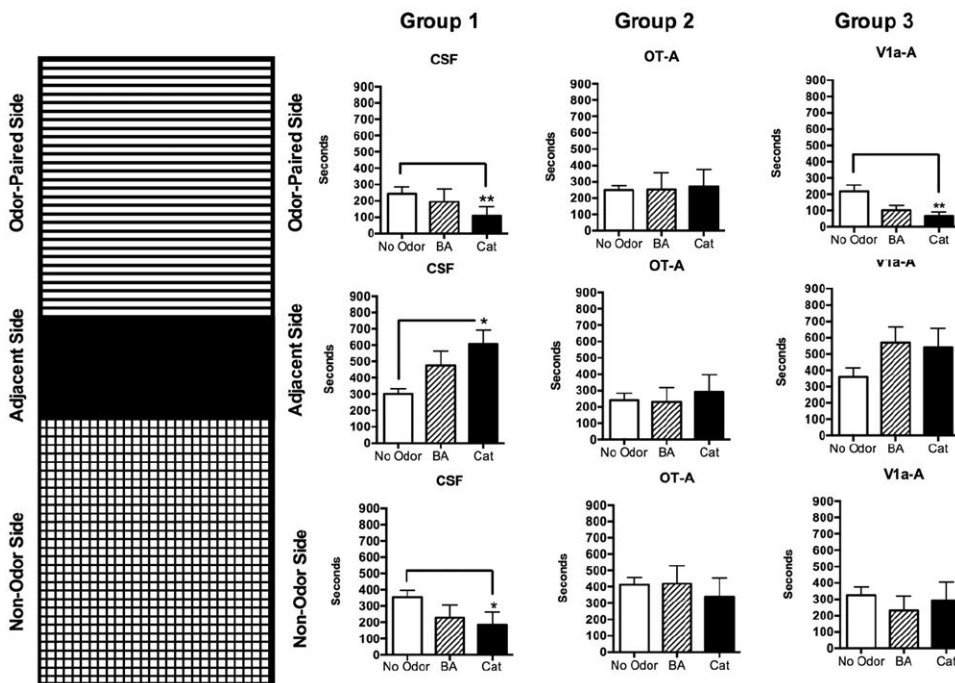 Group 1
Group 2
Group 3
Odor-Paired Side
Adjacent Side
Non-Odor Side
Odor-Paired Side
CSF
Seconds
900
800
700
600
500
400
300
200
100
0
No Odor BA Cat
**
OT-A
Seconds
900
800
700
600
500
400
300
200
100
0
No Odor BA Cat
V1a-A
Seconds
900
800
700
600
500
400
300
200
100
0
No Odor BA Cat
**
Adjacent Side
CSF
Seconds
900
800
700
600
500
400
300
200
100
0
No Odor BA Cat
*
OT-A
Seconds
900
800
700
600
500
400
300
200
100
0
No Odor BA Cat
V1a-A
Seconds
900
800
700
600
500
400
300
200
100
0
No Odor BA Cat
Non-Odor Side
CSF
Seconds
900
800
700
600
500
400
300
200
100
0
No Odor BA Cat
*
OT-A
Seconds
900
800
700
600
500
400
300
200
100
0
No Odor BA Cat
V1a-A
Seconds
900
800
700
600
500
400
300
200
100
0
No Odor BA Cat